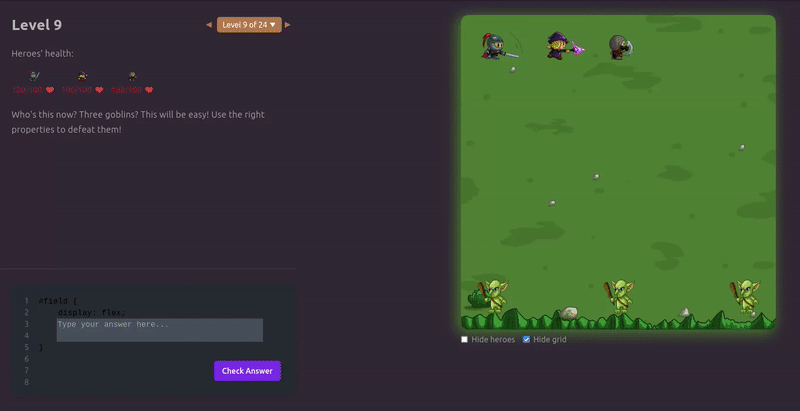 Level 9
◀ Level 9 of 24 ▼ ▶
Heroes' health:
100/100
Who's this now? Three goblins? This will be easy! Use the right
properties to defeat them!
1 #field {
2 display: flex;
3 Type your answer here...
4
5 }
6
7
8
Check Answer
Hide heroes Hide grid